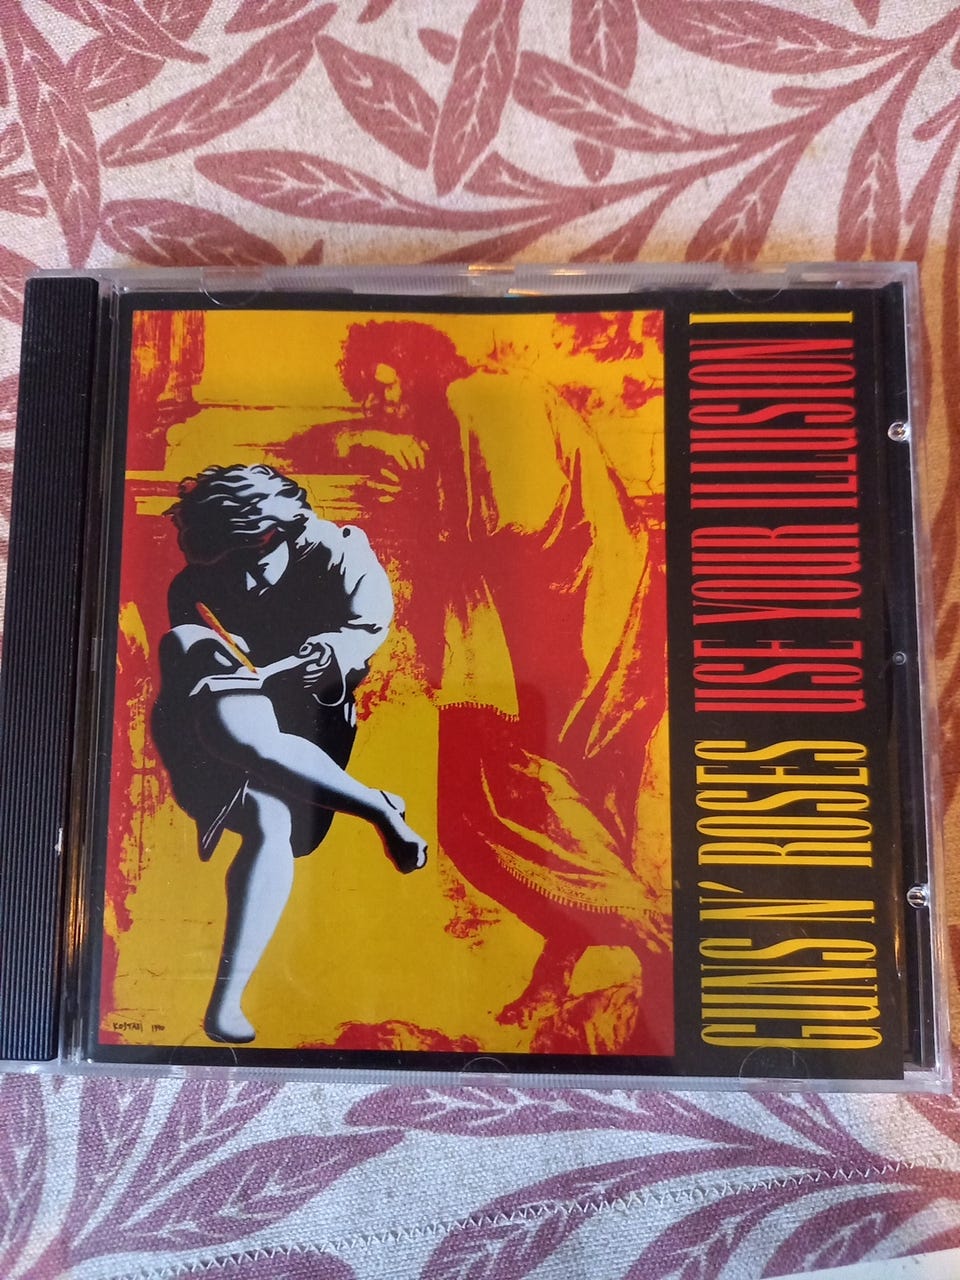 GUNS N' ROSES USE YOUR ILLUSION I
KOSTABI 1990